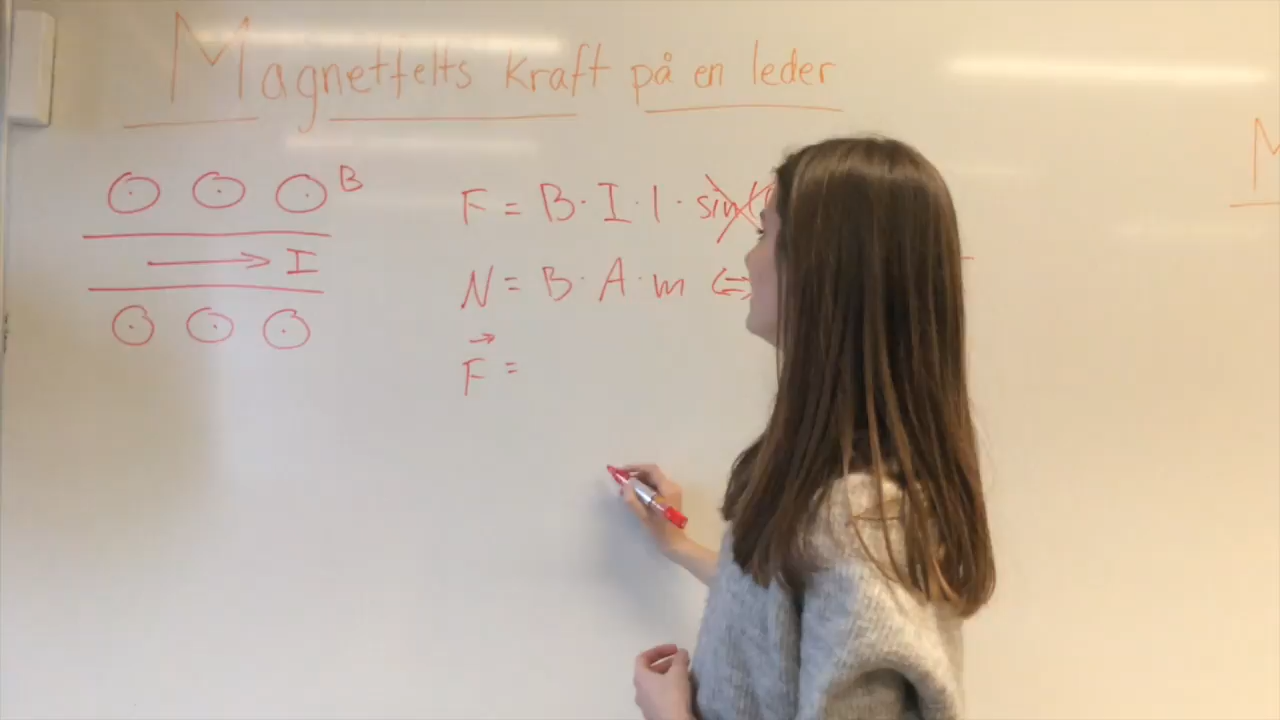 Magnetfelts kraft på en leder
B
I
F = B · I · l · sin(
N = B · A · m ⇔
F⃗ =
M